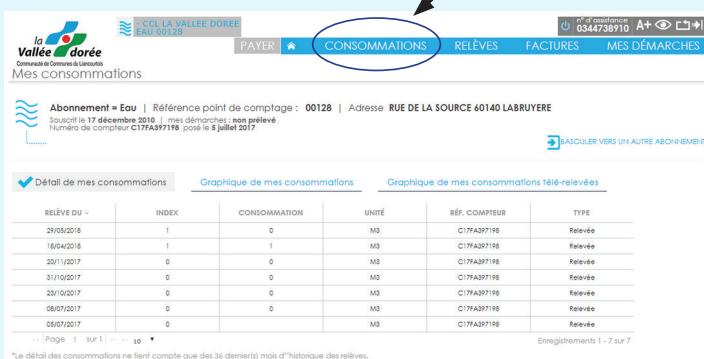 la
Vallée dorée
Communauté de Communes du Liancourtois
- CCL LA VALLEE DOREE
EAU 00128
n° d'assistance
0344738910 A+
PAYER CONSOMMATIONS RELÈVES FACTURES MES DÉMARCHES
Mes consommations
Abonnement = Eau | Référence point de comptage : 00128 | Adresse RUE DE LA SOURCE 60140 LABRUYERE
Souscrit le 17 décembre 2010 | mes démarches : non prélevé
Numéro de compteur C17FA397198 posé le 5 juillet 2017
BASCULER VERS UN AUTRE ABONNEMENT
Détail de mes consommations Graphique de mes consommations Graphique de mes consommations télé-relevées
RELÈVE DU INDEX CONSOMMATION UNITÉ RÉF. COMPTEUR TYPE
29/05/2018 1 0 M3 C17FA397198 Relevée
18/04/2018 1 1 M3 C17FA397198 Relevée
20/11/2017 0 0 M3 C17FA397198 Relevée
31/10/2017 0 0 M3 C17FA397198 Relevée
23/10/2017 0 0 M3 C17FA397198 Relevée
08/07/2017 0 0 M3 C17FA397198 Relevée
05/07/2017 0 M3 C17FA397198 Relevée
Page 1 sur 1 10 Enregistrements 1 - 7 sur 7
*Le détail des consommations ne tient compte que des 36 dernier(s) mois d''historique des relèves.